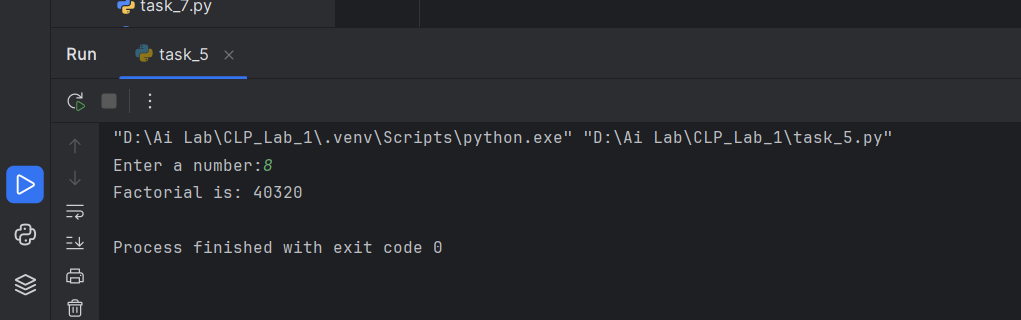 task_7.py
Run task_5
"D:\Ai Lab\CLP_Lab_1\.venv\Scripts\python.exe" "D:\Ai Lab\CLP_Lab_1\task_5.py"
Enter a number:8
Factorial is: 40320
Process finished with exit code 0